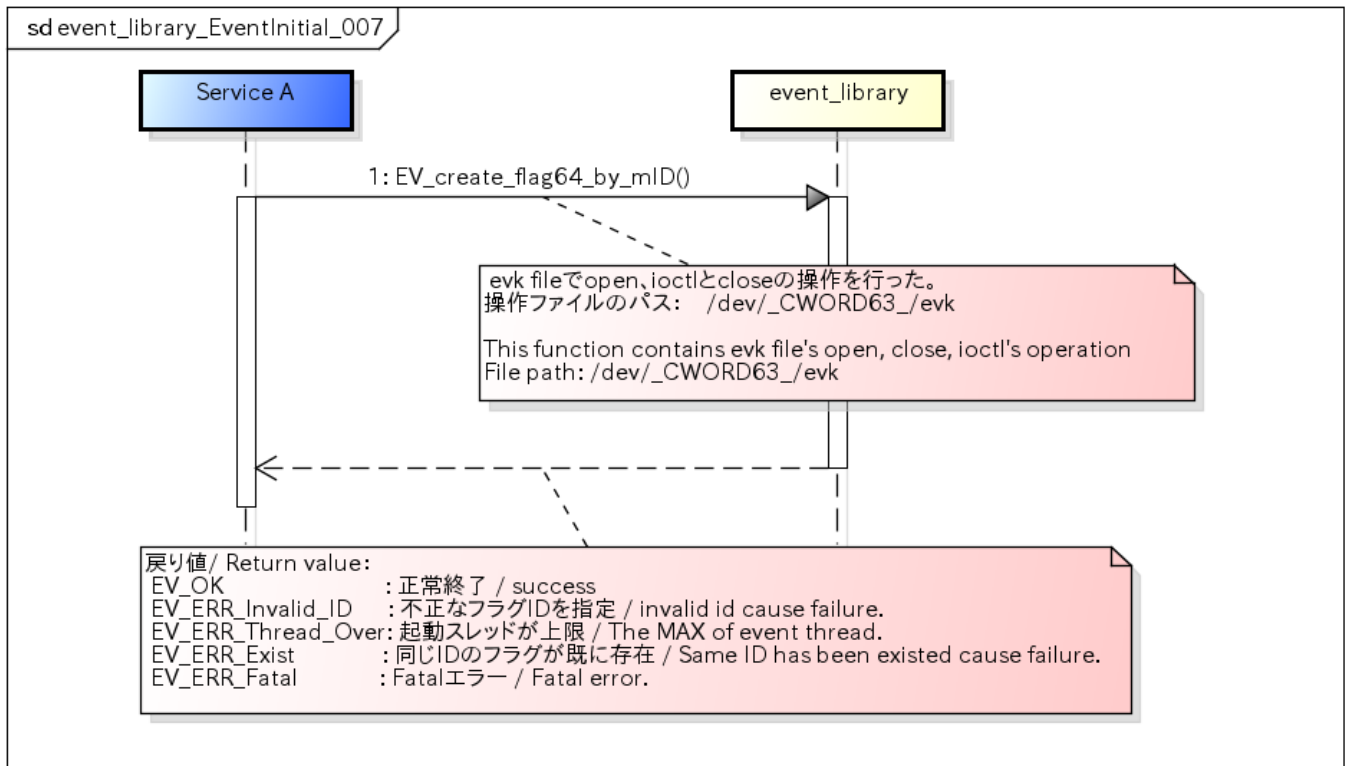 sd event_library_EventInitial_007
Service A
event_library
1: EV_create_flag64_by_mID()
evk fileでopen、ioctlとcloseの操作を行った。
操作ファイルのパス： /dev/_CWORD63_/evk
This function contains evk file's open, close, ioctl's operation
File path: /dev/_CWORD63_/evk
戻り値/ Return value:
EV_OK : 正常終了 / success
EV_ERR_Invalid_ID : 不正なフラグIDを指定 / invalid id cause failure.
EV_ERR_Thread_Over: 起動スレッドが上限 / The MAX of event thread.
EV_ERR_Exist : 同じIDのフラグが既に存在 / Same ID has been existed cause failure.
EV_ERR_Fatal : Fatalエラー / Fatal error.